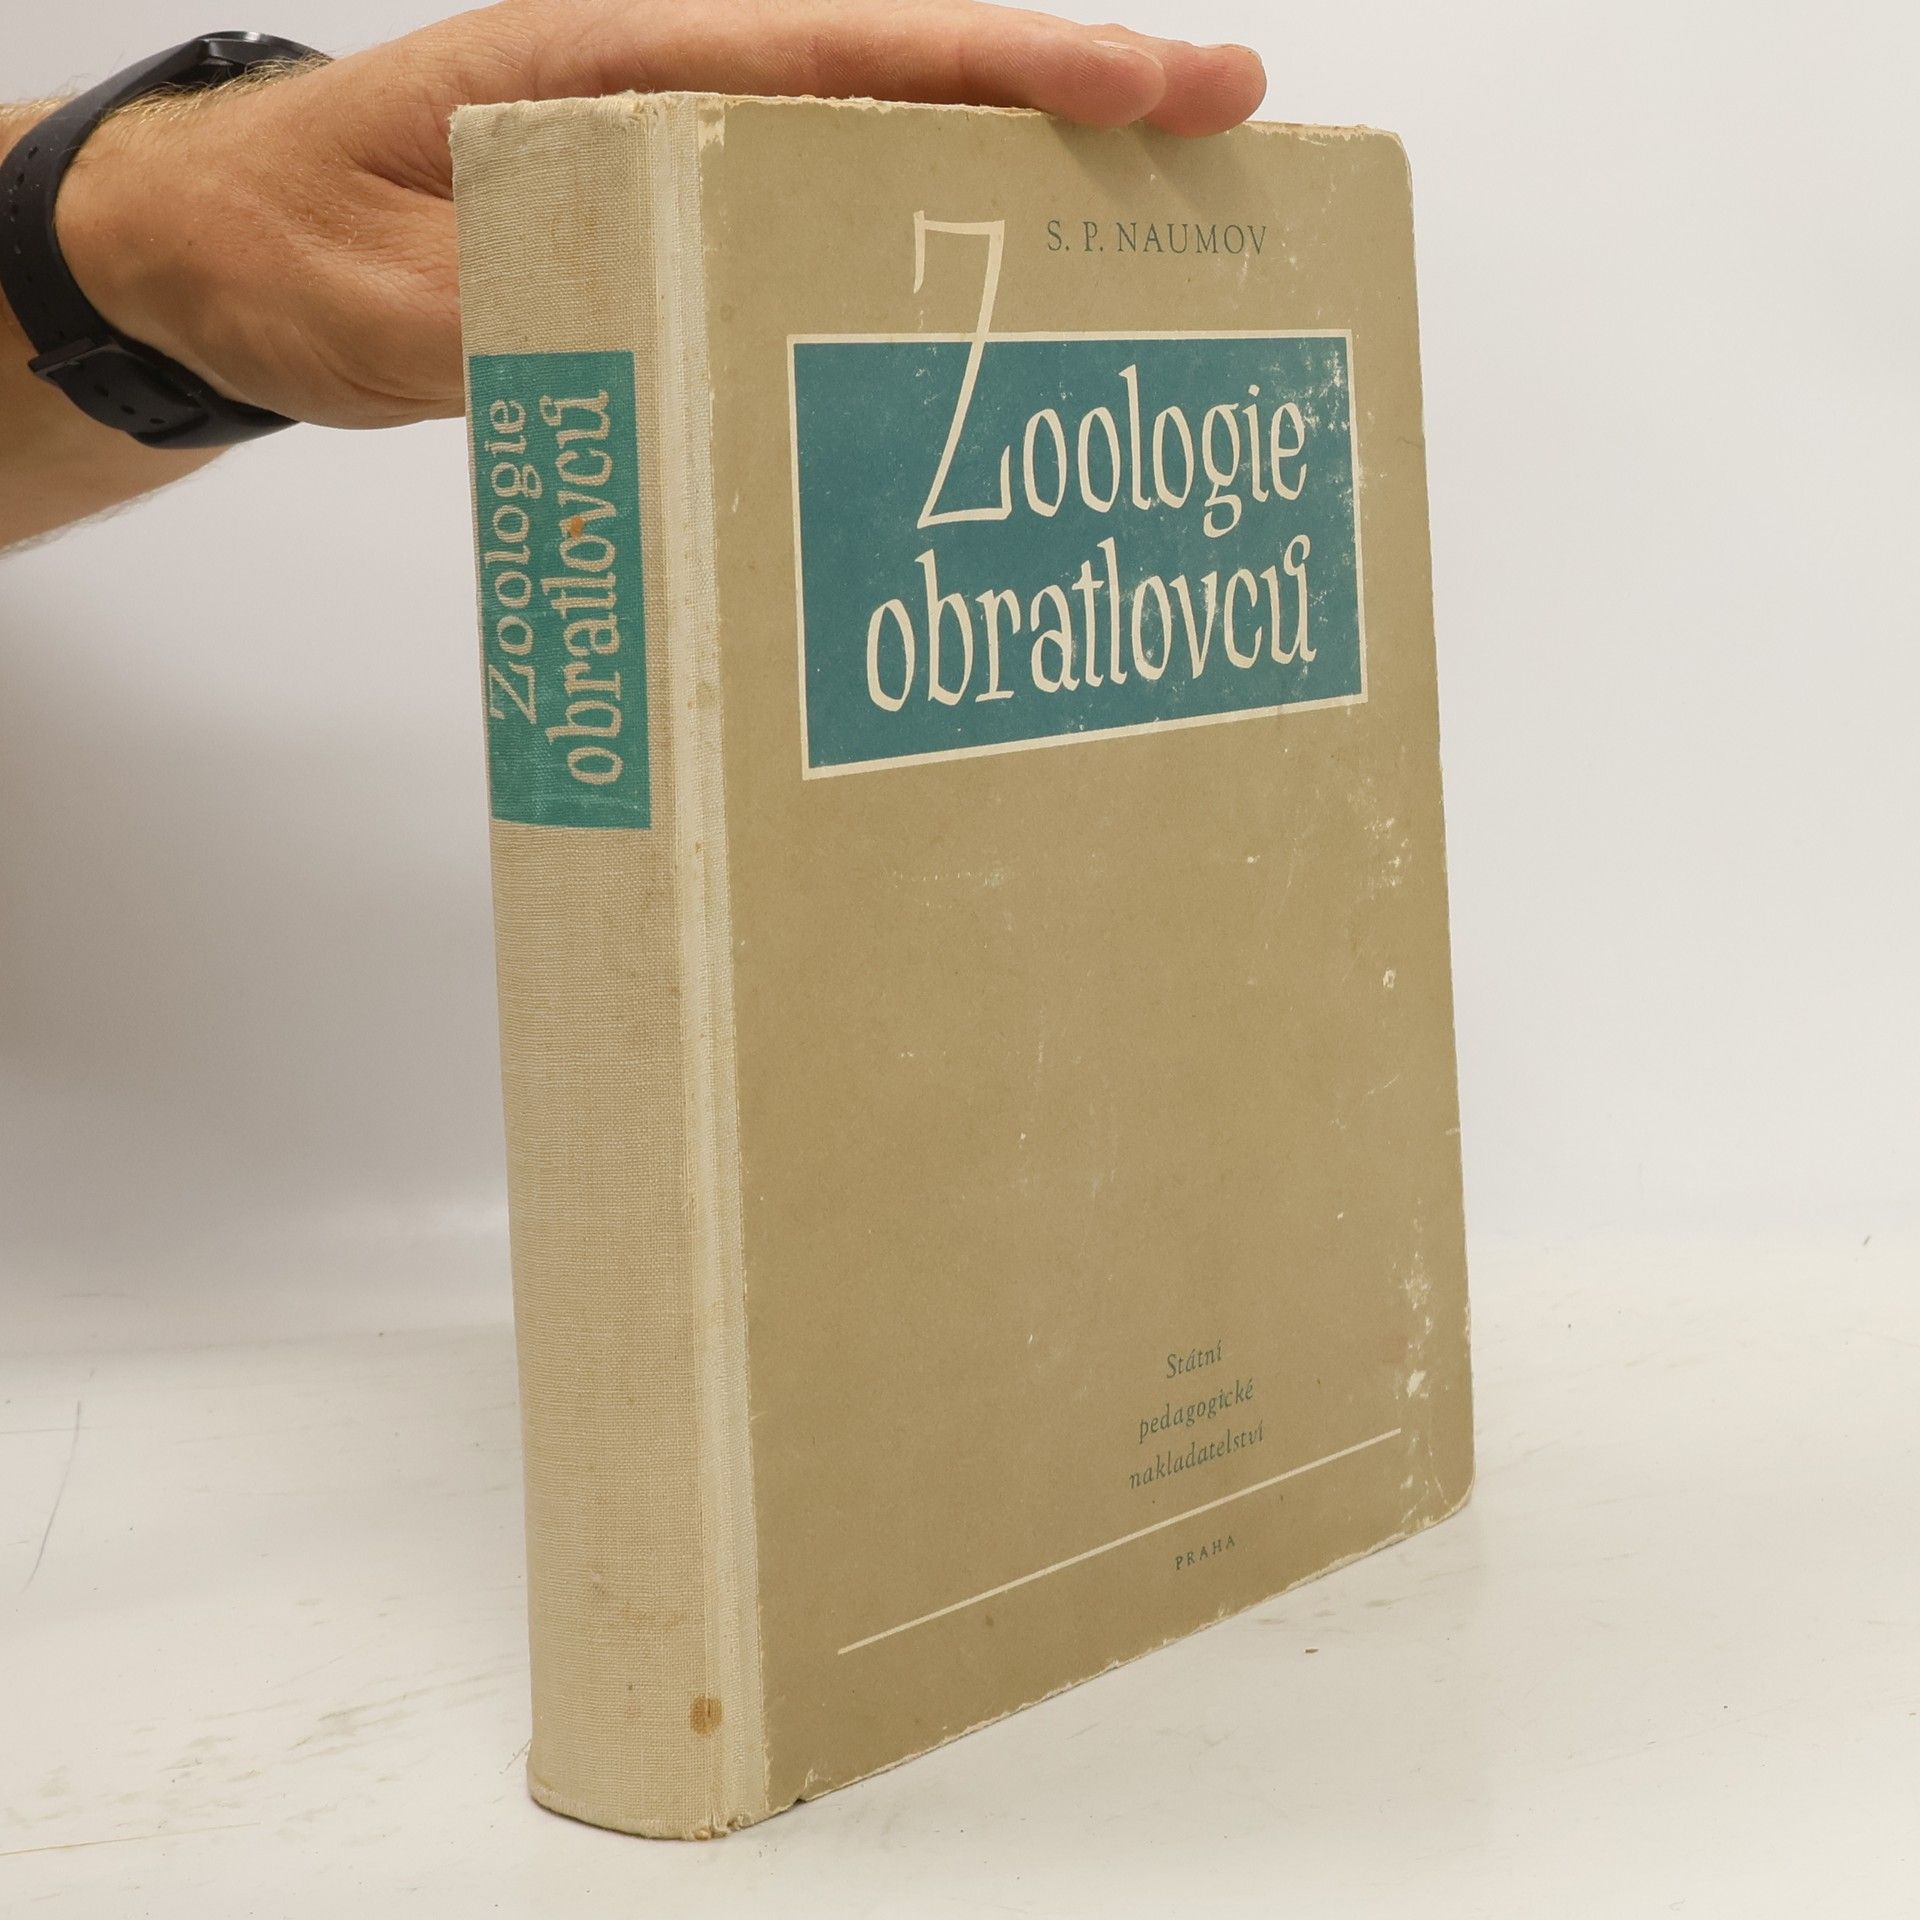 Zoologie
obratlovců
S. P. NAUMOV
Zoologie
obratlovců
Státní
pedagogické
nakladatelství
PRAHA